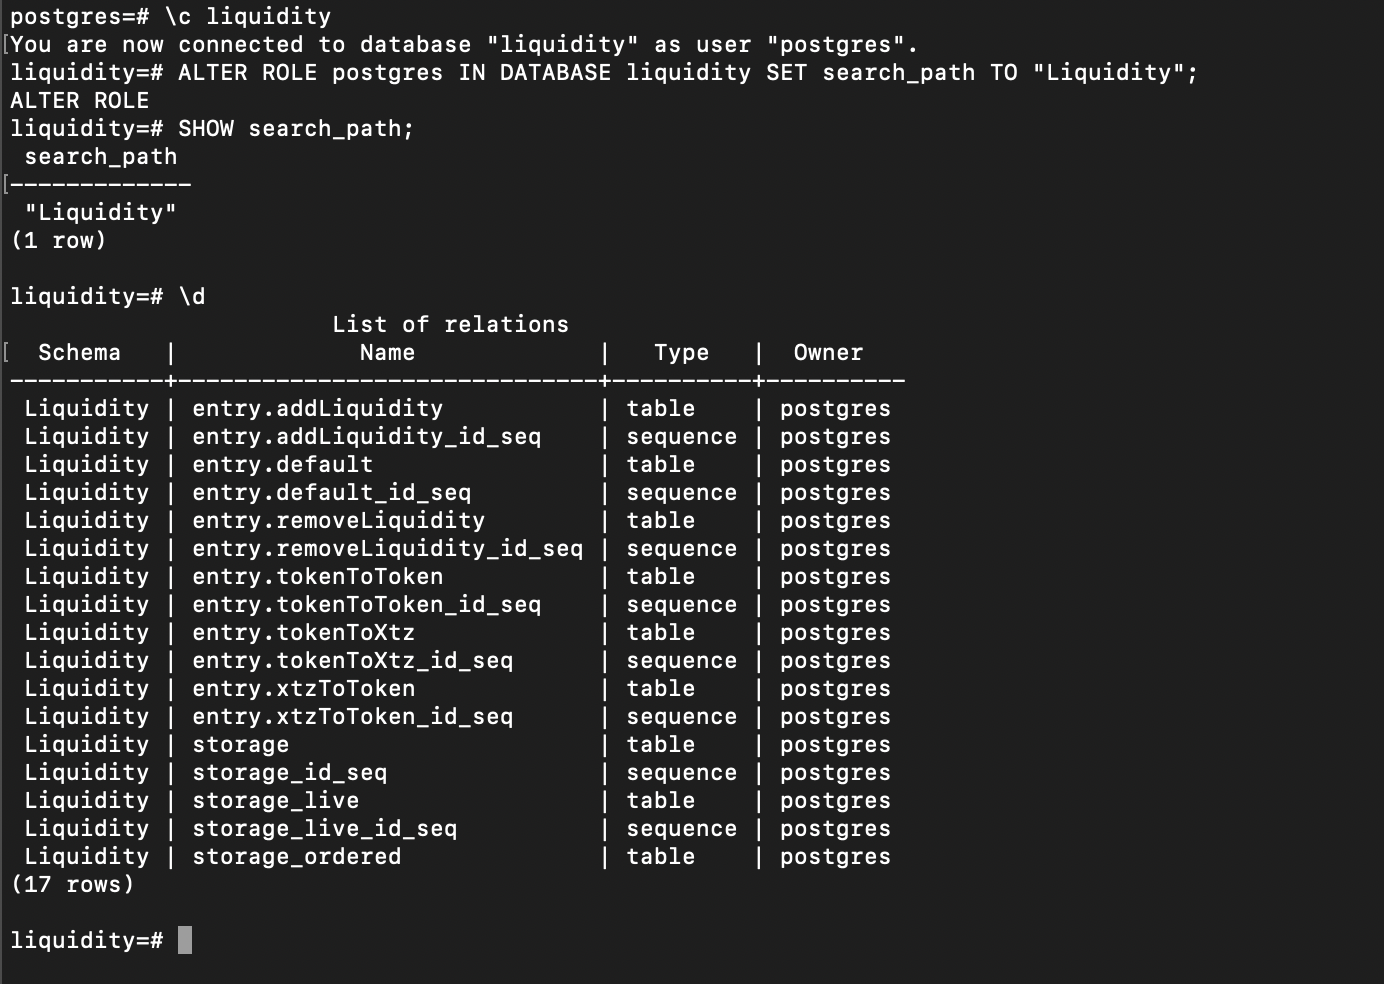 postgres=# \c liquidity
You are now connected to database "liquidity" as user "postgres".
liquidity=# ALTER ROLE postgres IN DATABASE liquidity SET search_path TO "Liquidity";
ALTER ROLE
liquidity=# SHOW search_path;
 search_path
-------------
 "Liquidity"
(1 row)

liquidity=# \d
                       List of relations
  Schema   |             Name             |   Type   |  Owner
-----------+------------------------------+----------+----------
 Liquidity | entry.addLiquidity           | table    | postgres
 Liquidity | entry.addLiquidity_id_seq    | sequence | postgres
 Liquidity | entry.default                | table    | postgres
 Liquidity | entry.default_id_seq         | sequence | postgres
 Liquidity | entry.removeLiquidity        | table    | postgres
 Liquidity | entry.removeLiquidity_id_seq | sequence | postgres
 Liquidity | entry.tokenToToken           | table    | postgres
 Liquidity | entry.tokenToToken_id_seq    | sequence | postgres
 Liquidity | entry.tokenToXtz             | table    | postgres
 Liquidity | entry.tokenToXtz_id_seq      | sequence | postgres
 Liquidity | entry.xtzToToken             | table    | postgres
 Liquidity | entry.xtzToToken_id_seq      | sequence | postgres
 Liquidity | storage                      | table    | postgres
 Liquidity | storage_id_seq               | sequence | postgres
 Liquidity | storage_live                 | table    | postgres
 Liquidity | storage_live_id_seq          | sequence | postgres
 Liquidity | storage_ordered              | table    | postgres
(17 rows)

liquidity=#